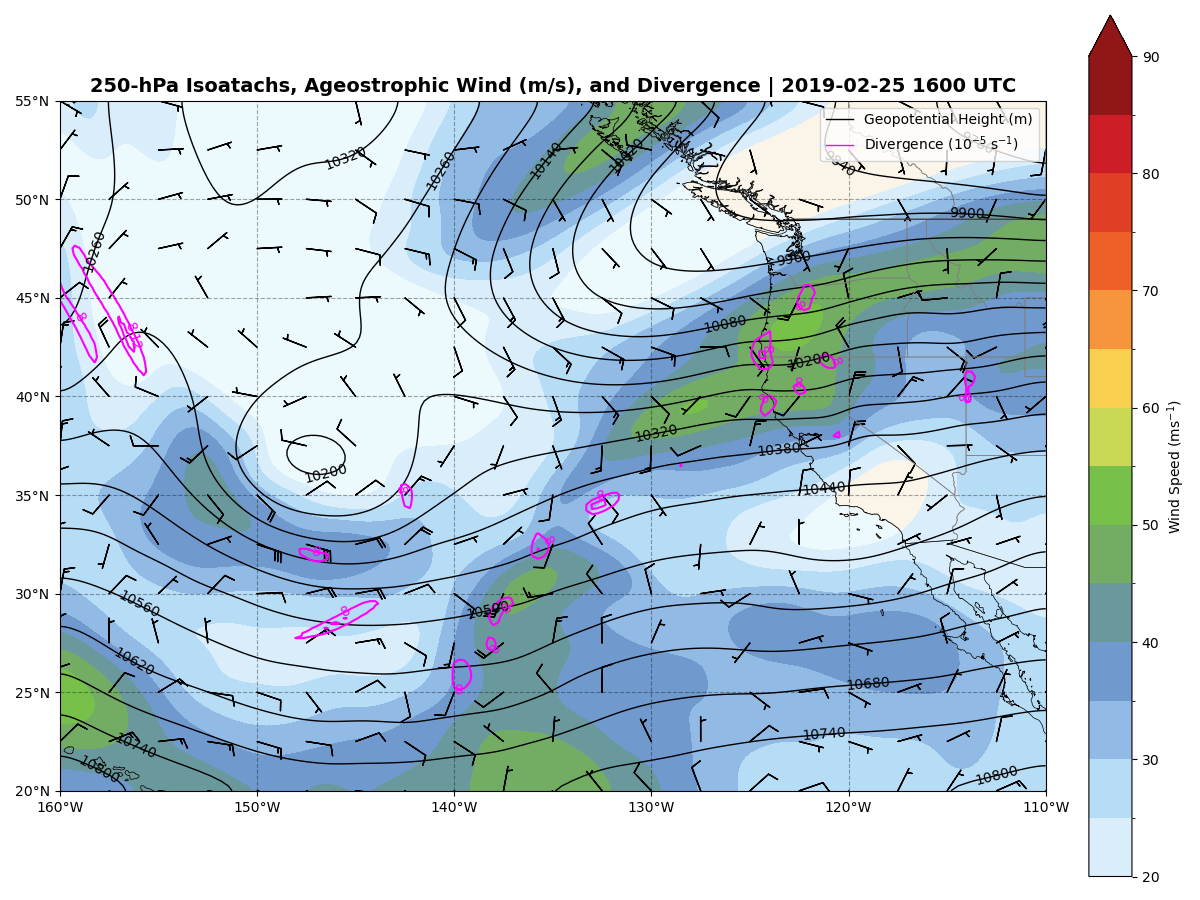 250-hPa Isoatachs, Ageostrophic Wind (m/s), and Divergence | 2019-02-25 1600 UTC
Geopotential Height (m)
Divergence (10⁻⁵ s⁻¹)
55°N
50°N
45°N
40°N
35°N
30°N
25°N
20°N
160°W
150°W
140°W
130°W
120°W
110°W
90
80
70
60
50
40
30
20
Wind Speed (ms⁻¹)
10320
10260
10140
9840
9900
10260
9960
10080
10200
10320
10380
10200
10440
10560
10620
10680
10740
10740
10800
10800